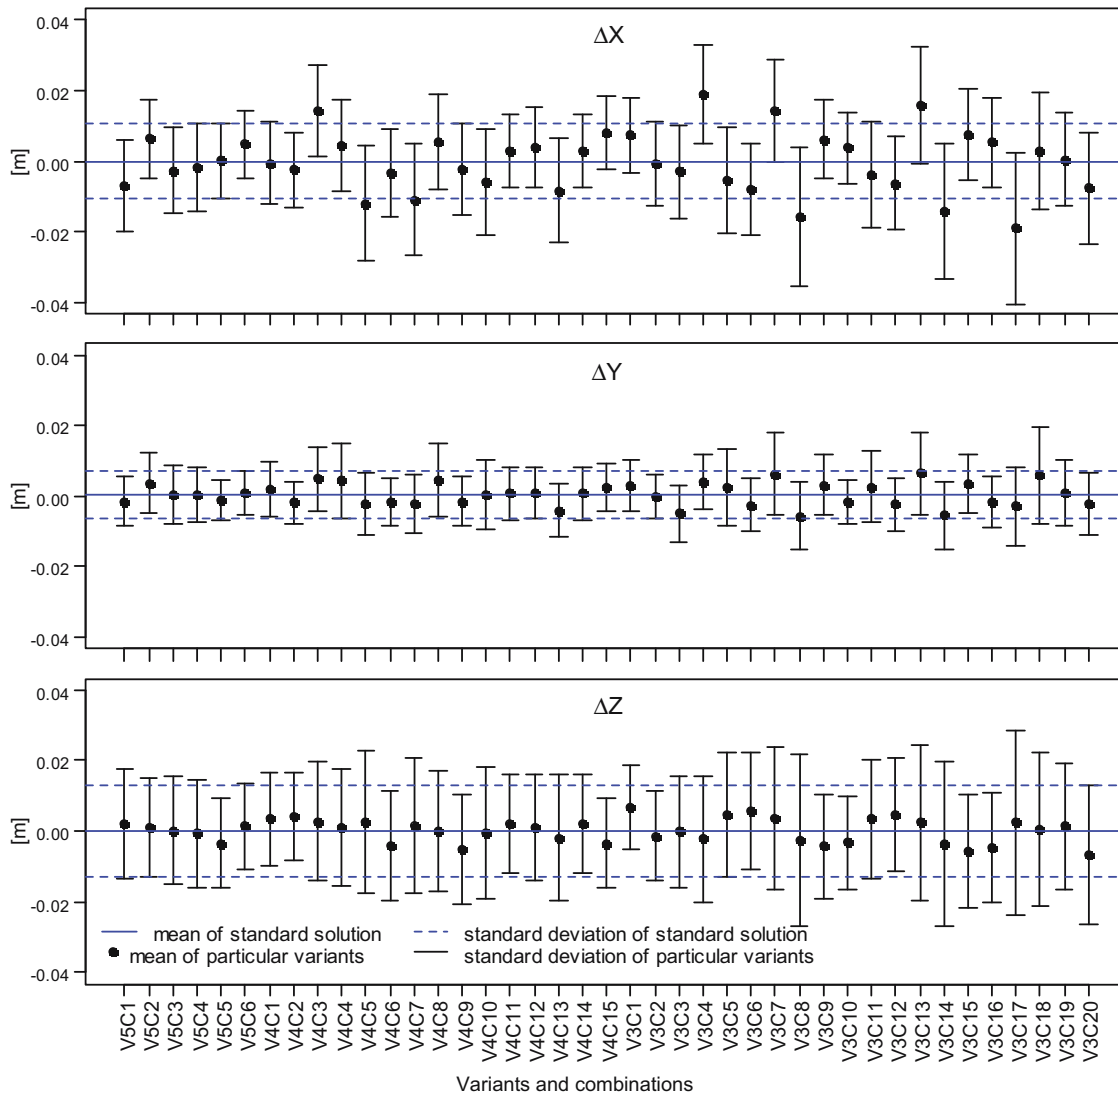 ΔX
0.04
0.02
0.00
-0.02
-0.04
[m]
ΔY
0.04
0.02
0.00
-0.02
-0.04
[m]
ΔZ
0.04
0.02
0.00
-0.02
-0.04
[m]
mean of standard solution
standard deviation of standard solution
mean of particular variants
standard deviation of particular variants
V5C1
V5C2
V5C3
V5C4
V5C5
V5C6
V4C1
V4C2
V4C3
V4C4
V4C5
V4C6
V4C7
V4C8
V4C9
V4C10
V4C11
V4C12
V4C13
V4C14
V4C15
V3C1
V3C2
V3C3
V3C4
V3C5
V3C6
V3C7
V3C8
V3C9
V3C10
V3C11
V3C12
V3C13
V3C14
V3C15
V3C16
V3C17
V3C18
V3C19
V3C20
Variants and combinations